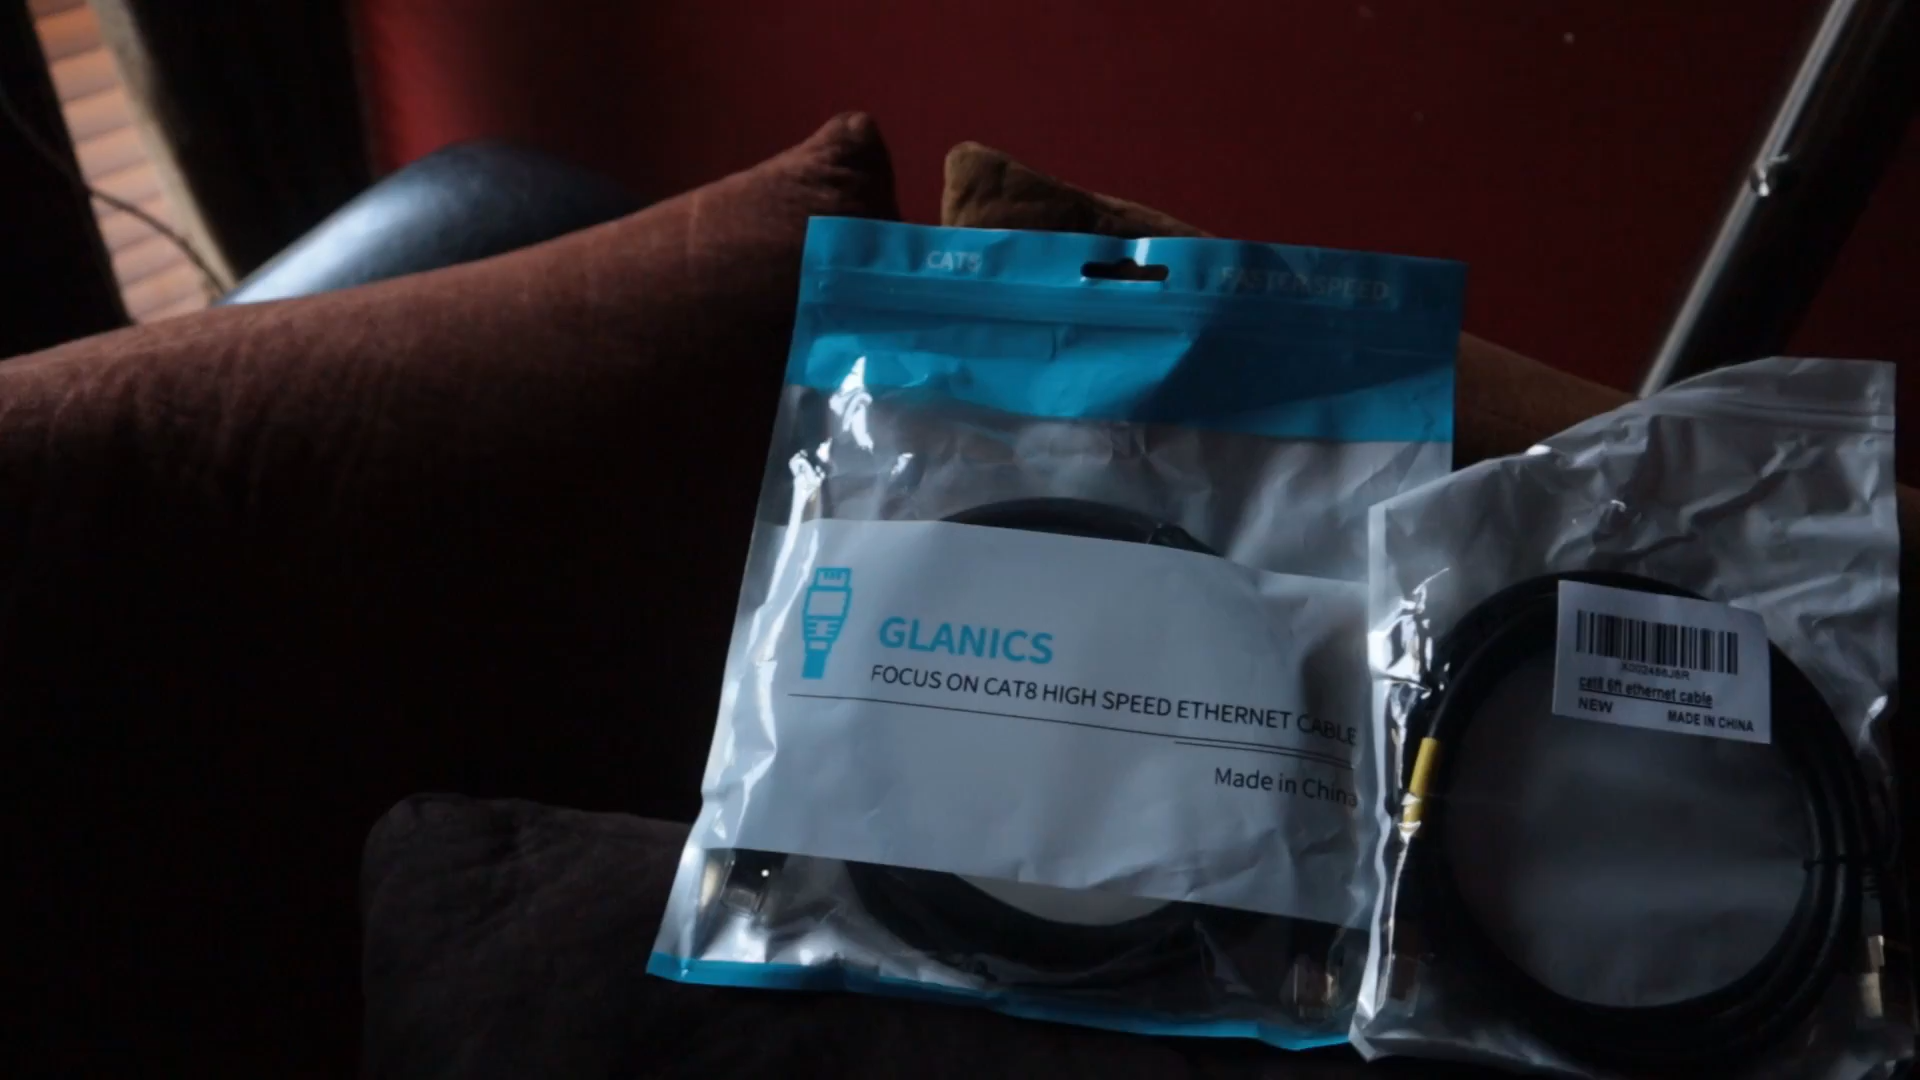 CAT8
FASTER SPEED
GLANICS
FOCUS ON CAT8 HIGH SPEED ETHERNET CABLE
Made in China
cat8 6ft ethernet cable
NEW
MADE IN CHINA